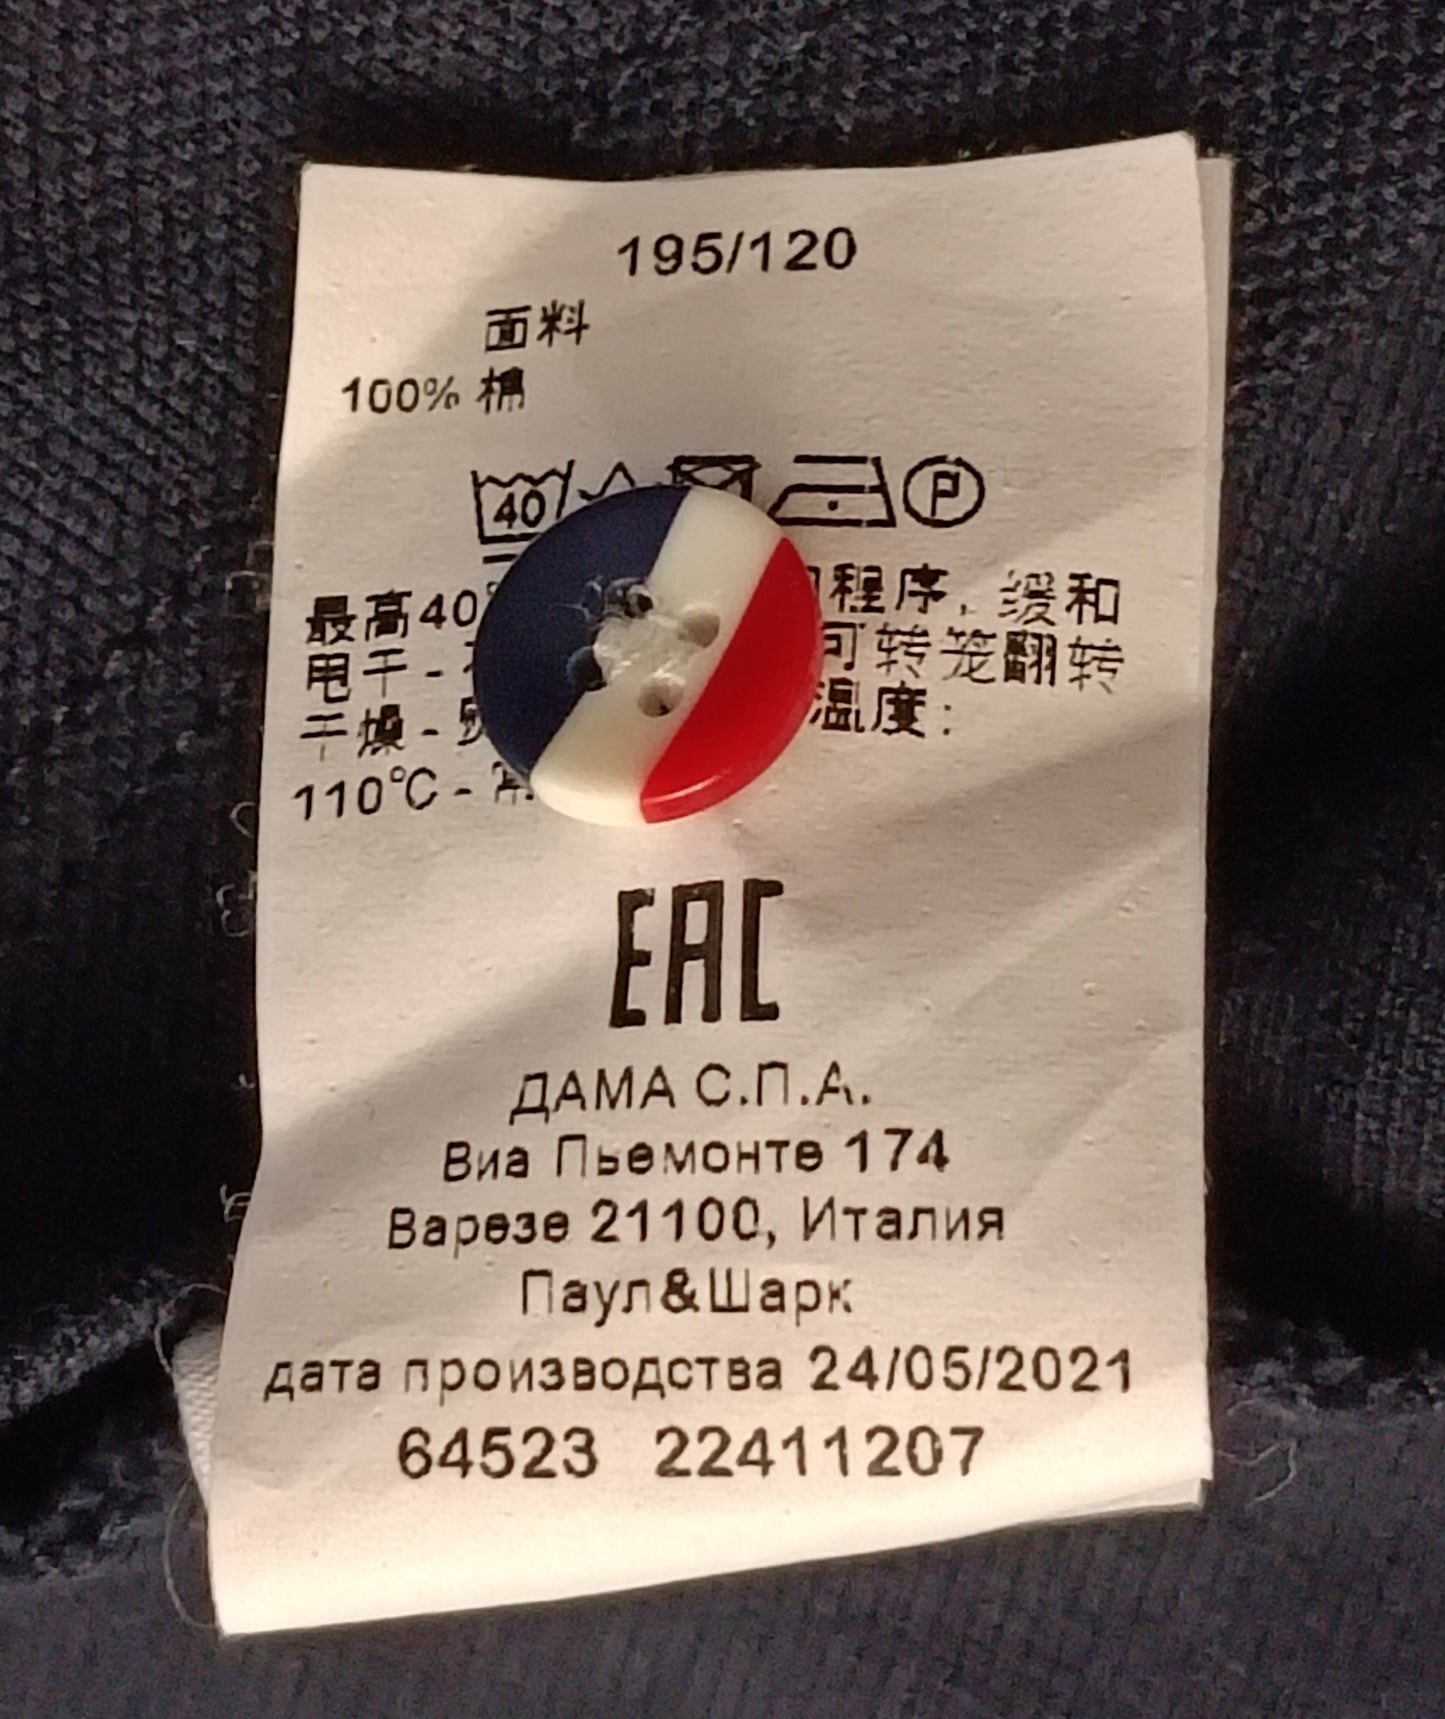 195/120
面料
100% 棉
40 P
最高40 程序, 缓和
甩干 - 可转笼翻转
干燥 - 温度:
110°C -
EAC
ДАМА С.П.А.
Виа Пьемонте 174
Варезе 21100, Италия
Паул&Шарк
дата производства 24/05/2021
64523 22411207